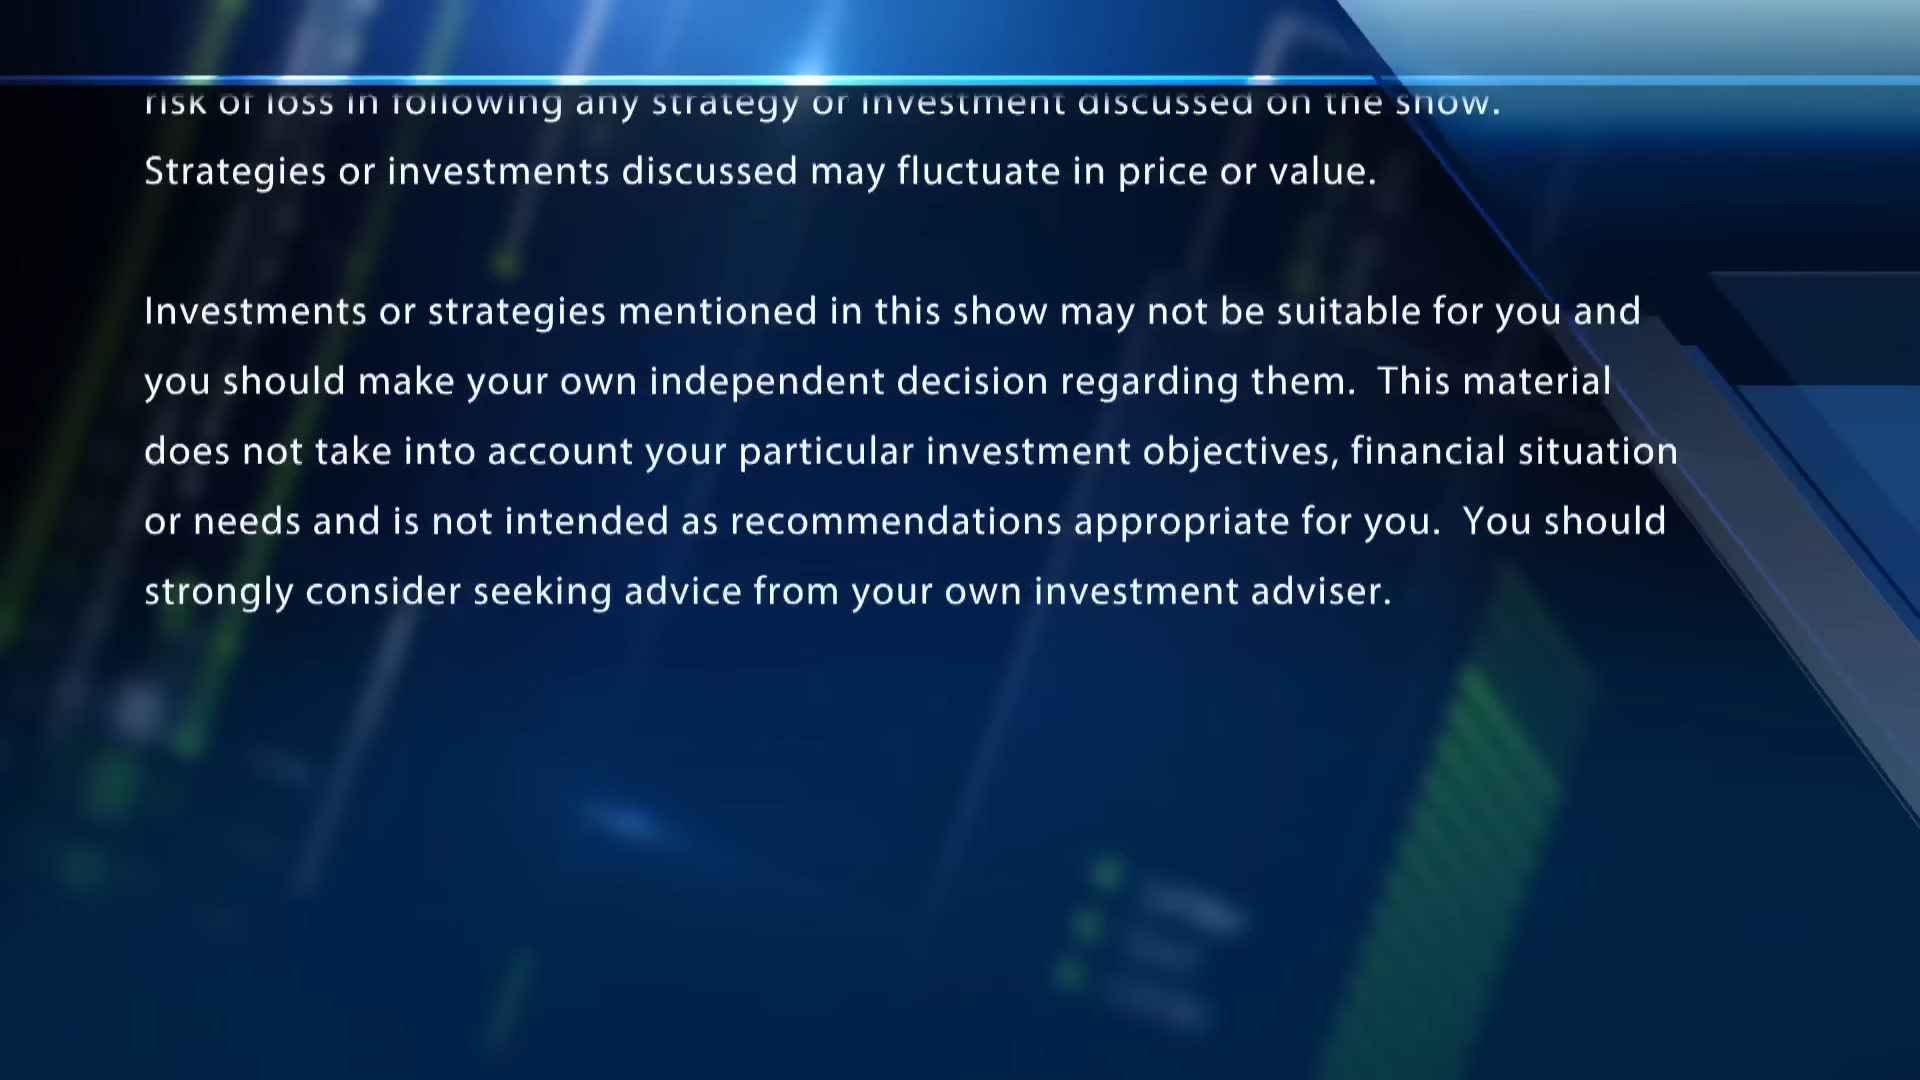 risk of loss in following any strategy or investment discussed on the show.
Strategies or investments discussed may fluctuate in price or value.
Investments or strategies mentioned in this show may not be suitable for you and
you should make your own independent decision regarding them.  This material
does not take into account your particular investment objectives, financial situation
or needs and is not intended as recommendations appropriate for you.  You should
strongly consider seeking advice from your own investment adviser.